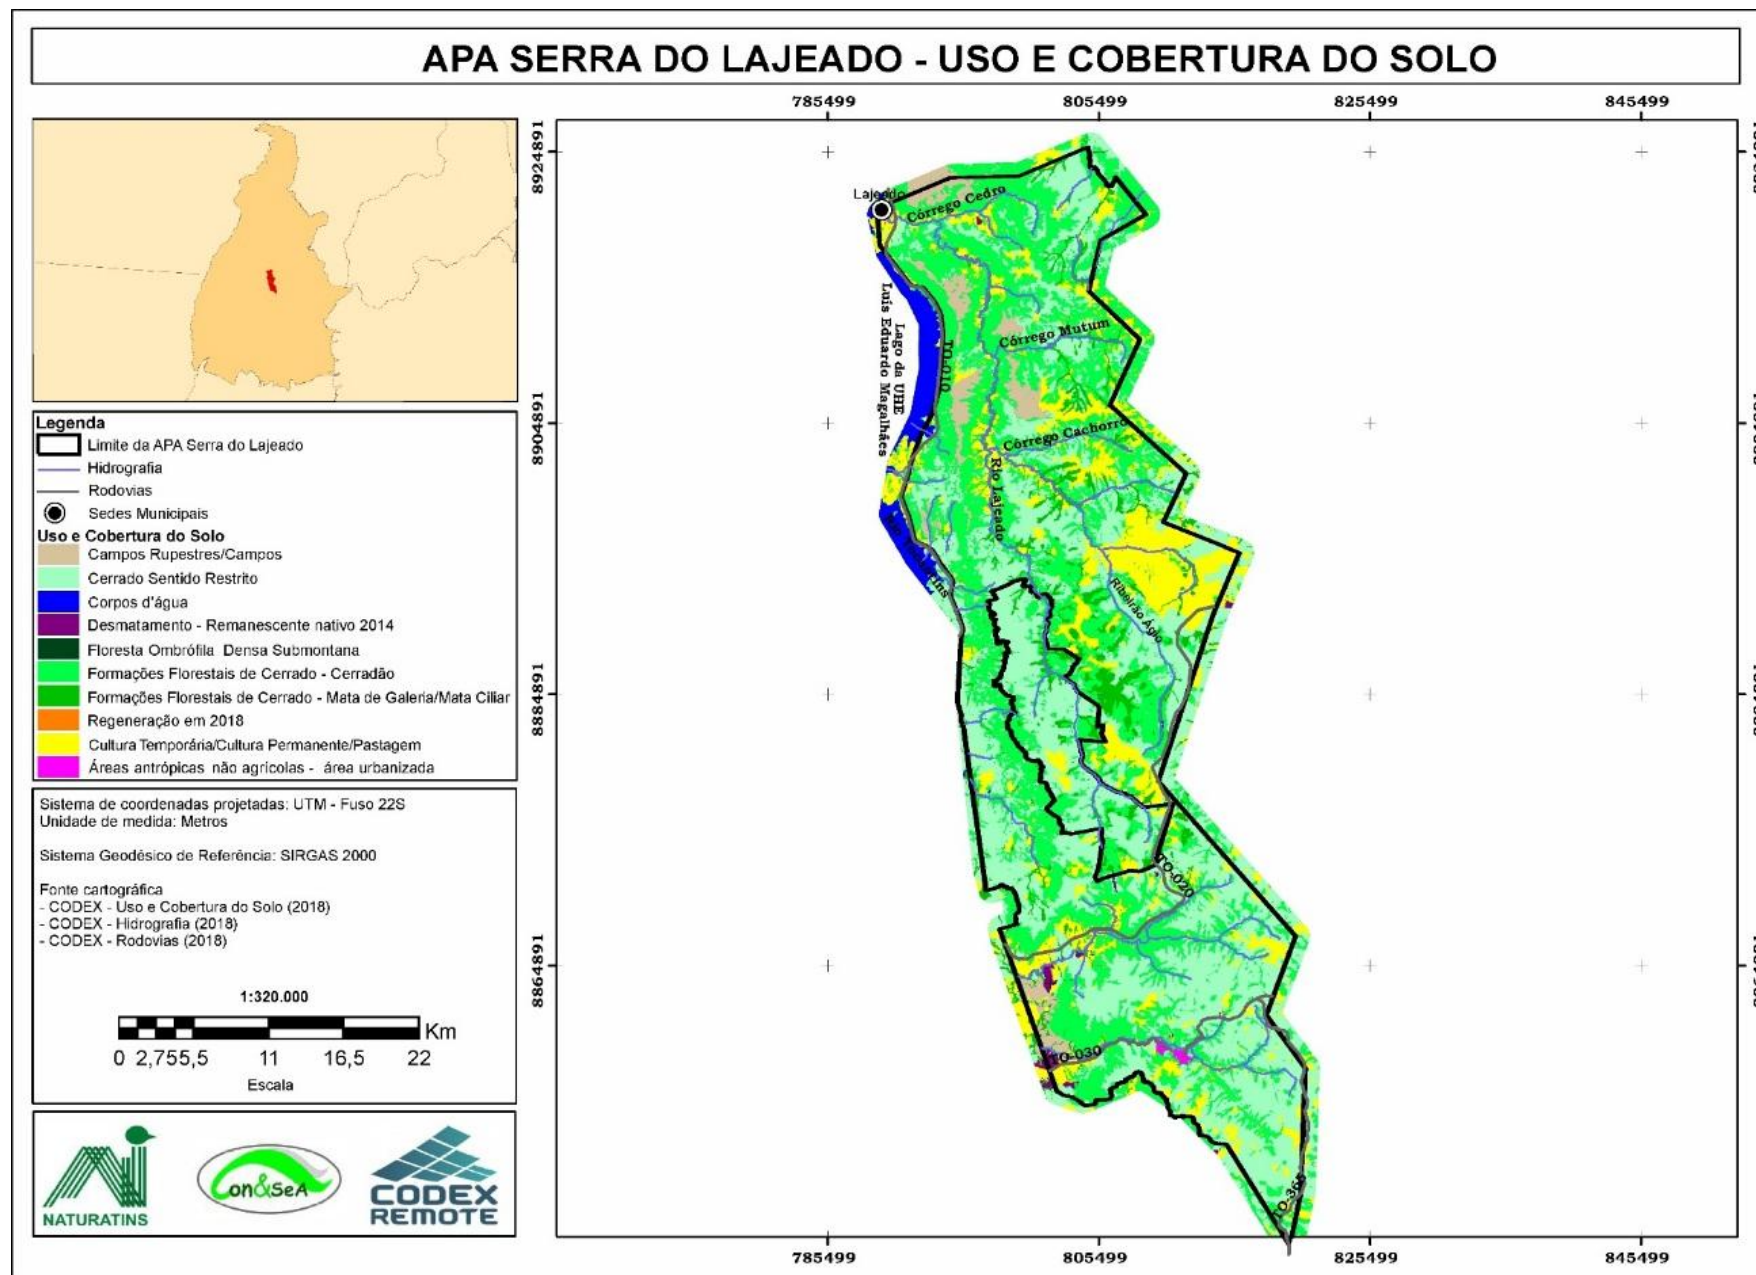 APA SERRA DO LAJEADO - USO E COBERTURA DO SOLO
785499
805499
825499
845499
8924891
8904891
8884891
8864891
Lajeado
Córrego Cedro
Lago da UHE
Luís Eduardo Magalhães
TO-010
Córrego Mutum
Córrego Cachorro
Rio Lajeado
Ribeirão Ágio
TO-020
TO-030
TO-365
785499
805499
825499
845499
Legenda
Limite da APA Serra do Lajeado
Hidrografia
Rodovias
Sedes Municipais
Uso e Cobertura do Solo
Campos Rupestres/Campos
Cerrado Sentido Restrito
Corpos d'água
Desmatamento - Remanescente nativo 2014
Floresta Ombrófila Densa Submontana
Formações Florestais de Cerrado - Cerradão
Formações Florestais de Cerrado - Mata de Galeria/Mata Ciliar
Regeneração em 2018
Cultura Temporária/Cultura Permanente/Pastagem
Áreas antrópicas não agrícolas - área urbanizada
Sistema de coordenadas projetadas: UTM - Fuso 22S
Unidade de medida: Metros
Sistema Geodésico de Referência: SIRGAS 2000
Fonte cartográfica
- CODEX - Uso e Cobertura do Solo (2018)
- CODEX - Hidrografia (2018)
- CODEX - Rodovias (2018)
1:320.000
Km
0 2,755,5 11 16,5 22
Escala
NATURATINS
Con&SeA
CODEX
REMOTE